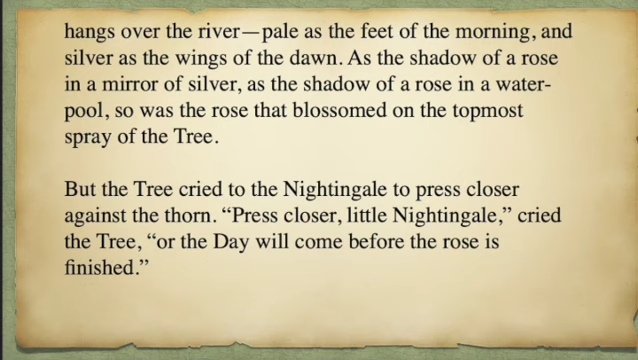 hangs over the river—pale as the feet of the morning, and
silver as the wings of the dawn. As the shadow of a rose
in a mirror of silver, as the shadow of a rose in a water-
pool, so was the rose that blossomed on the topmost
spray of the Tree.
But the Tree cried to the Nightingale to press closer
against the thorn. “Press closer, little Nightingale,” cried
the Tree, “or the Day will come before the rose is
finished.”